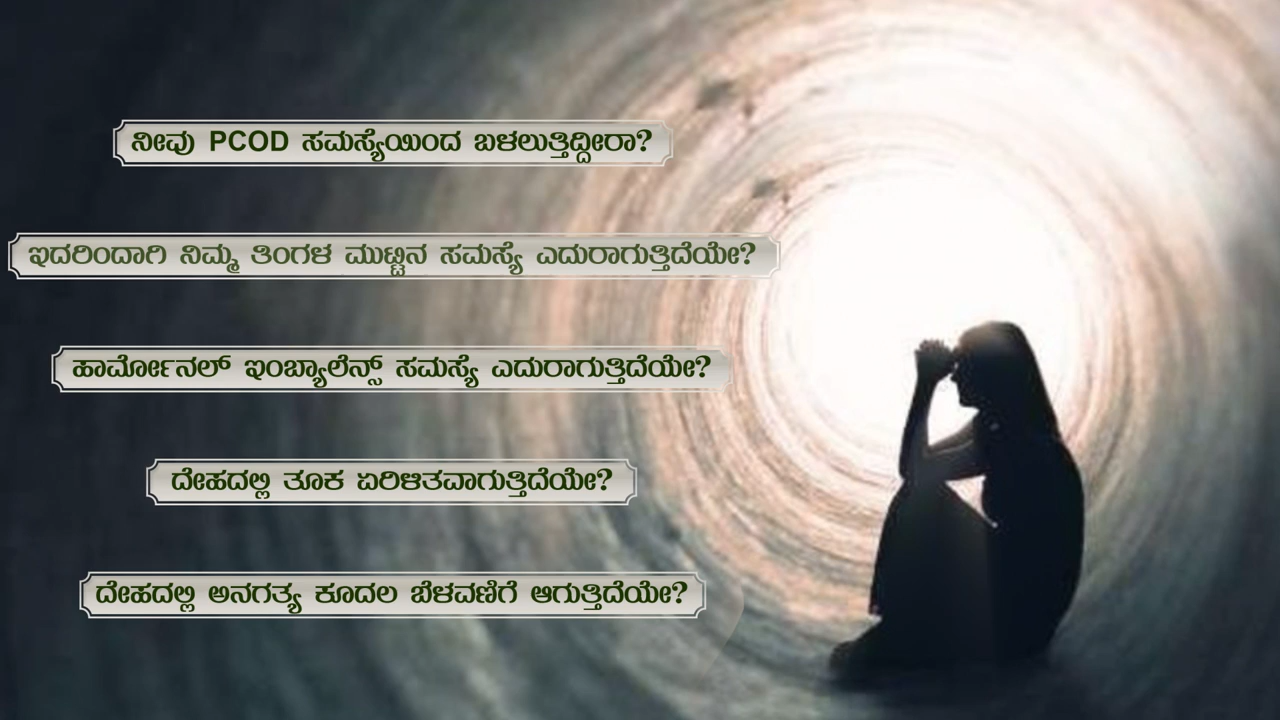 ನೀವು PCOD ಸಮಸ್ಯೆಯಿಂದ ಬಳಲುತ್ತಿದ್ದೀರಾ?
ಇದರಿಂದಾಗಿ ನಿಮ್ಮ ತಿಂಗಳ ಮುಟ್ಟಿನ ಸಮಸ್ಯೆ ಎದುರಾಗುತ್ತಿದೆಯೇ?
ಹಾರ್ಮೋನಲ್ ಇಂಬ್ಯಾಲೆನ್ಸ್ ಸಮಸ್ಯೆ ಎದುರಾಗುತ್ತಿದೆಯೇ?
ದೇಹದಲ್ಲಿ ತೂಕ ಏರಿಳಿತವಾಗುತ್ತಿದೆಯೇ?
ದೇಹದಲ್ಲಿ ಅನಗತ್ಯ ಕೂದಲ ಬೆಳವಣಿಗೆ ಆಗುತ್ತಿದೆಯೇ?